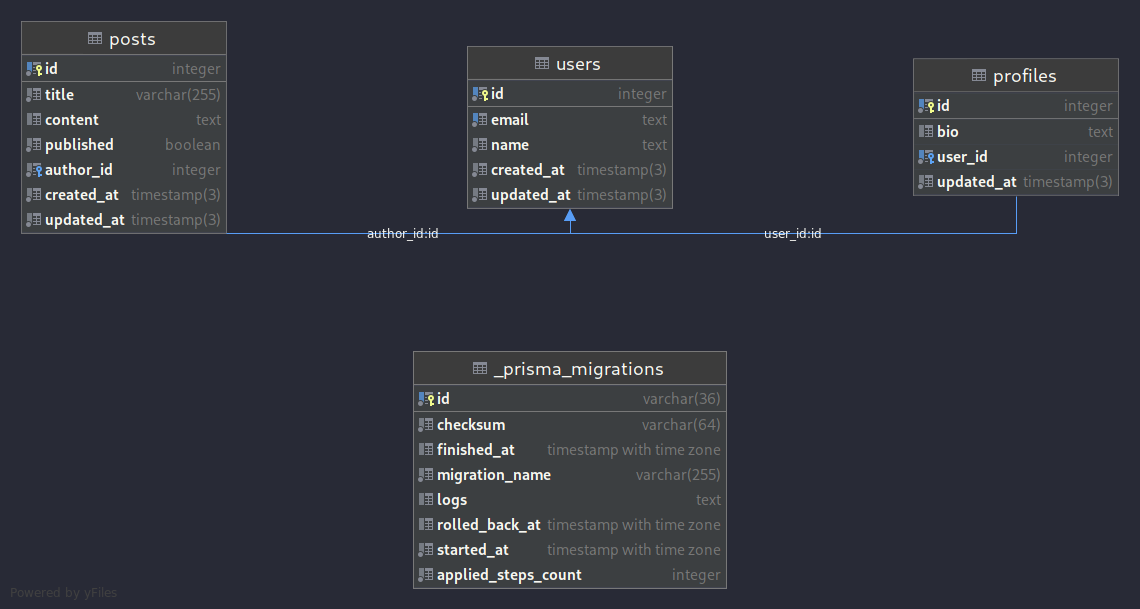 posts
id integer
title varchar(255)
content text
published boolean
author_id integer
created_at timestamp(3)
updated_at timestamp(3)
users
id integer
email text
name text
created_at timestamp(3)
updated_at timestamp(3)
profiles
id integer
bio text
user_id integer
updated_at timestamp(3)
author_id:id
user_id:id
_prisma_migrations
id varchar(36)
checksum varchar(64)
finished_at timestamp with time zone
migration_name varchar(255)
logs text
rolled_back_at timestamp with time zone
started_at timestamp with time zone
applied_steps_count integer
Powered by yFiles